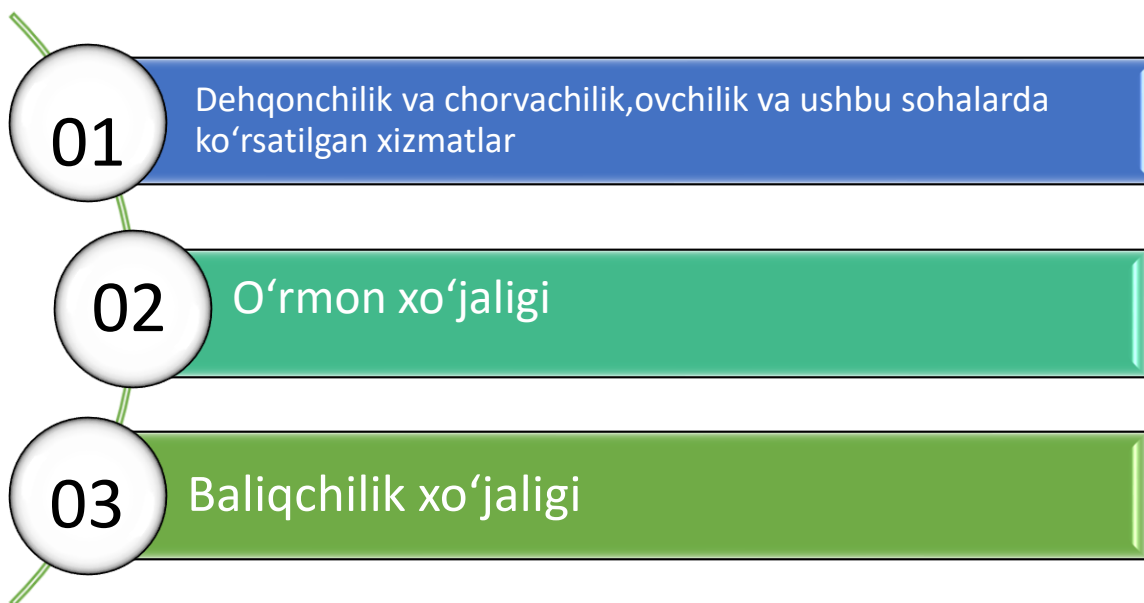 01
Dehqonchilik va chorvachilik,ovchilik va ushbu sohalarda
ko‘rsatilgan xizmatlar
02
O‘rmon xo‘jaligi
03
Baliqchilik xo‘jaligi